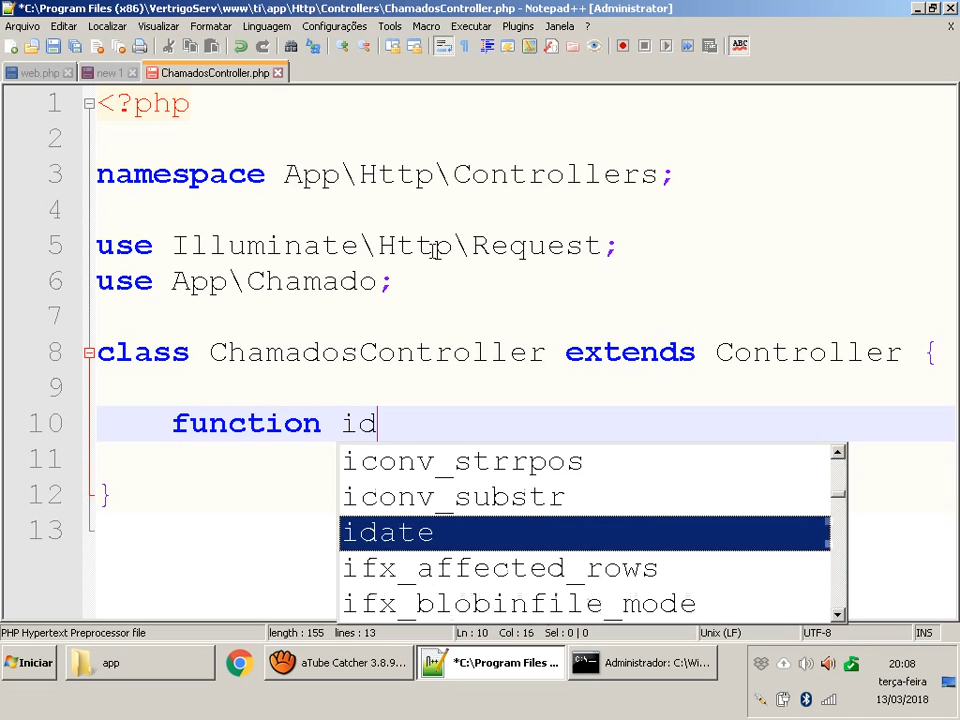 *C:\Program Files (x86)\VertrigoServ\www\ti\app\Http\Controllers\ChamadosController.php - Notepad++ [Administrator]
Arquivo Editar Localizar Visualizar Formatar Linguagem Configurações Tools Macro Executar Plugins Janela ? X
ABC
web.php new 1 ChamadosController.php
1 <?php
2
3 namespace App\Http\Controllers;
4
5 use Illuminate\Http\Request;
6 use App\Chamado;
7
8 class ChamadosController extends Controller {
9
10 function id
11 iconv_strrpos
12 } iconv_substr
13 idate
ifx_affected_rows
ifx_blobinfile_mode
PHP Hypertext Preprocessor file length : 155 lines : 13 Ln : 10 Col : 16 Sel : 0 | 0 Unix (LF) UTF-8 INS
Iniciar app aTube Catcher 3.8.9... *C:\Program Files ... Administrador: C:\Wi... 20:08
terça-feira
13/03/2018